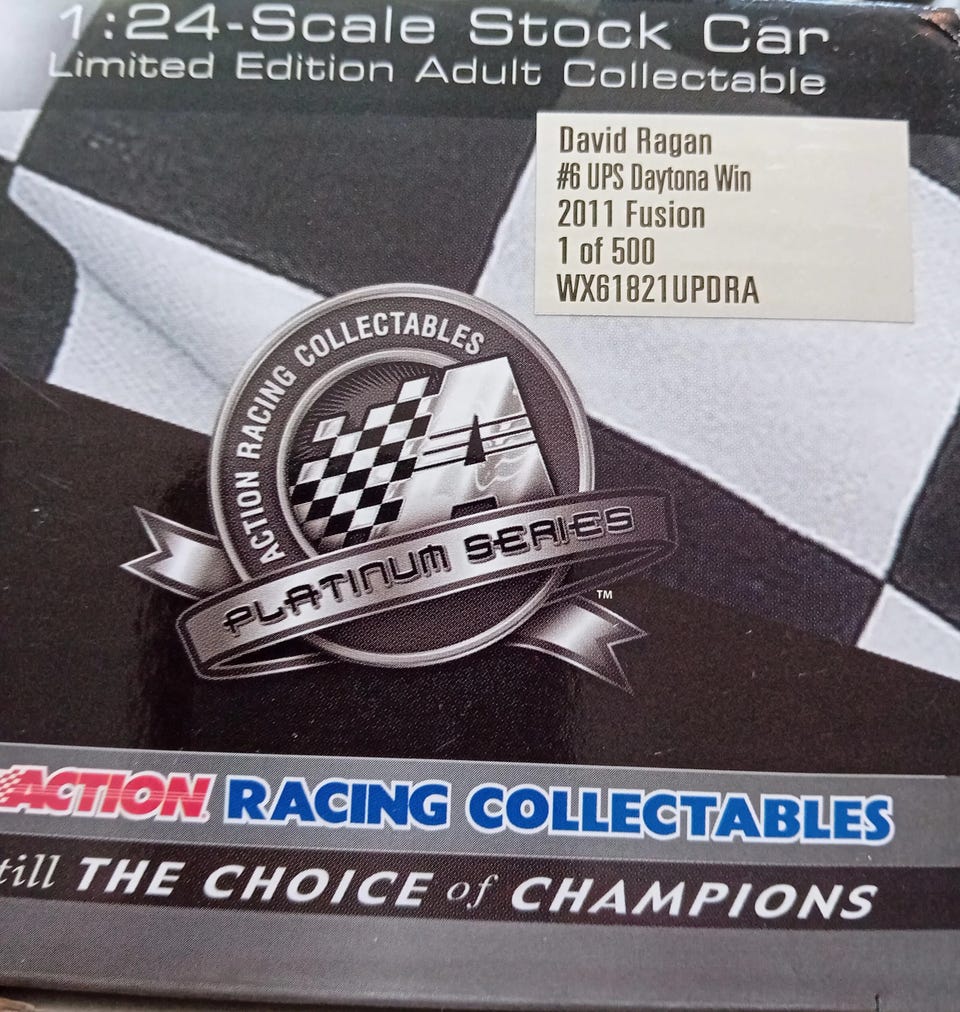 1:24-Scale Stock Car
Limited Edition Adult Collectable
David Ragan
#6 UPS Daytona Win
2011 Fusion
1 of 500
WX61821UPDRA
ACTION RACING COLLECTABLES
A
PLATINUM SERIES
TM
ACTION RACING COLLECTABLES
till THE CHOICE of CHAMPIONS